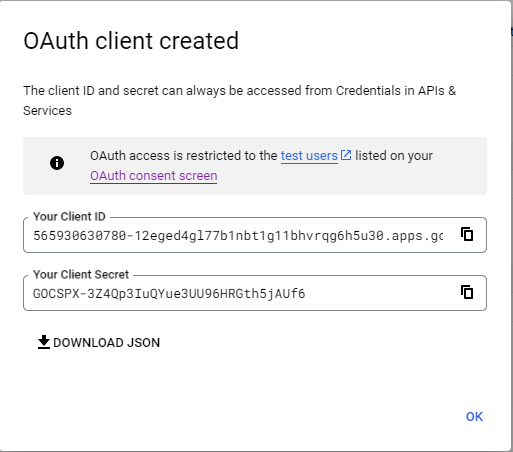 OAuth client created
The client ID and secret can always be accessed from Credentials in APIs &
Services
OAuth access is restricted to the test users listed on your
OAuth consent screen
Your Client ID
565930630780-12eged4gl77b1nbt1g11bhvrqg6h5u30.apps.gc
Your Client Secret
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
DOWNLOAD JSON
OK